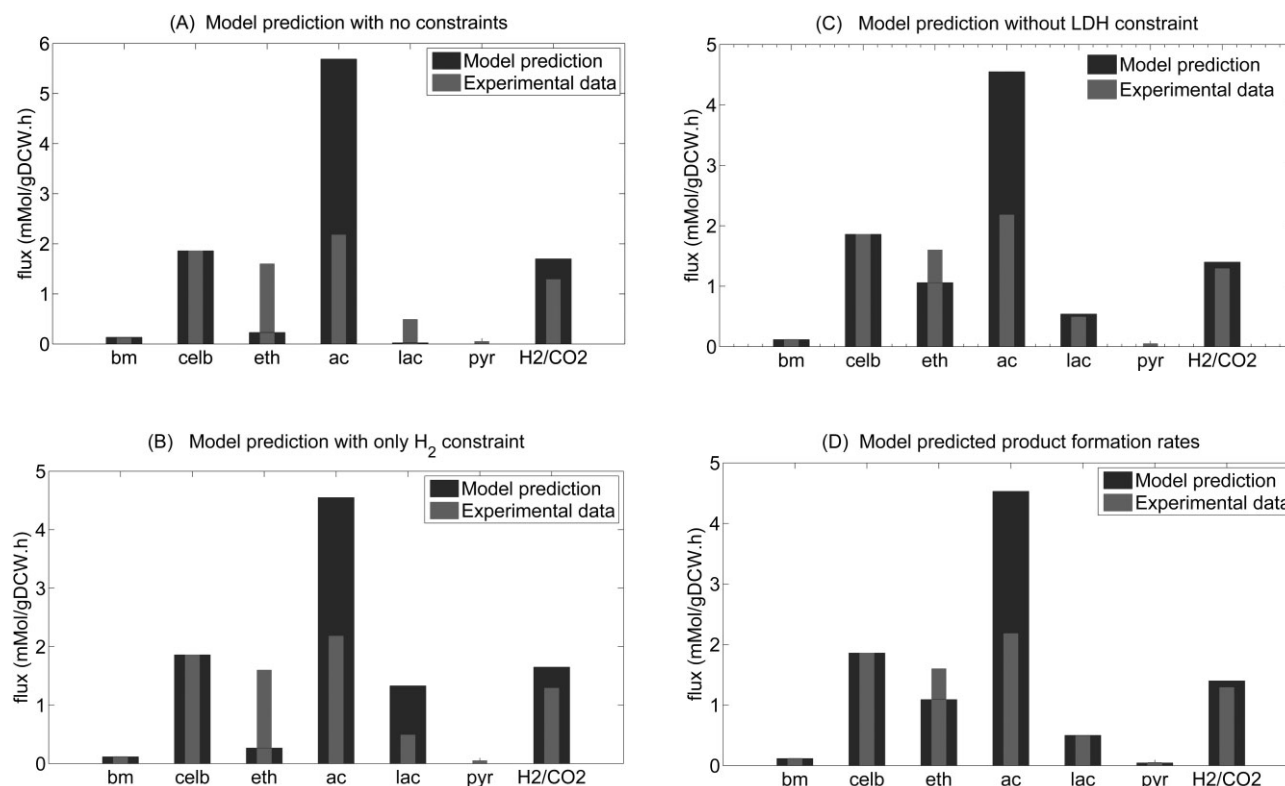 (A) Model prediction with no constraints
6
5
4
3
2
1
0
flux (mMol/gDCW.h)
Model prediction
Experimental data
bm celb eth ac lac pyr H2/CO2
(B) Model prediction with only H₂ constraint
5
4
3
2
1
0
flux (mMol/gDCW.h)
Model prediction
Experimental data
bm celb eth ac lac pyr H2/CO2
(C) Model prediction without LDH constraint
5
4
3
2
1
0
flux (mMol/gDCW.h)
Model prediction
Experimental data
bm celb eth ac lac pyr H2/CO2
(D) Model predicted product formation rates
5
4
3
2
1
0
flux (mMol/gDCW.h)
Model prediction
Experimental data
bm celb eth ac lac pyr H2/CO2